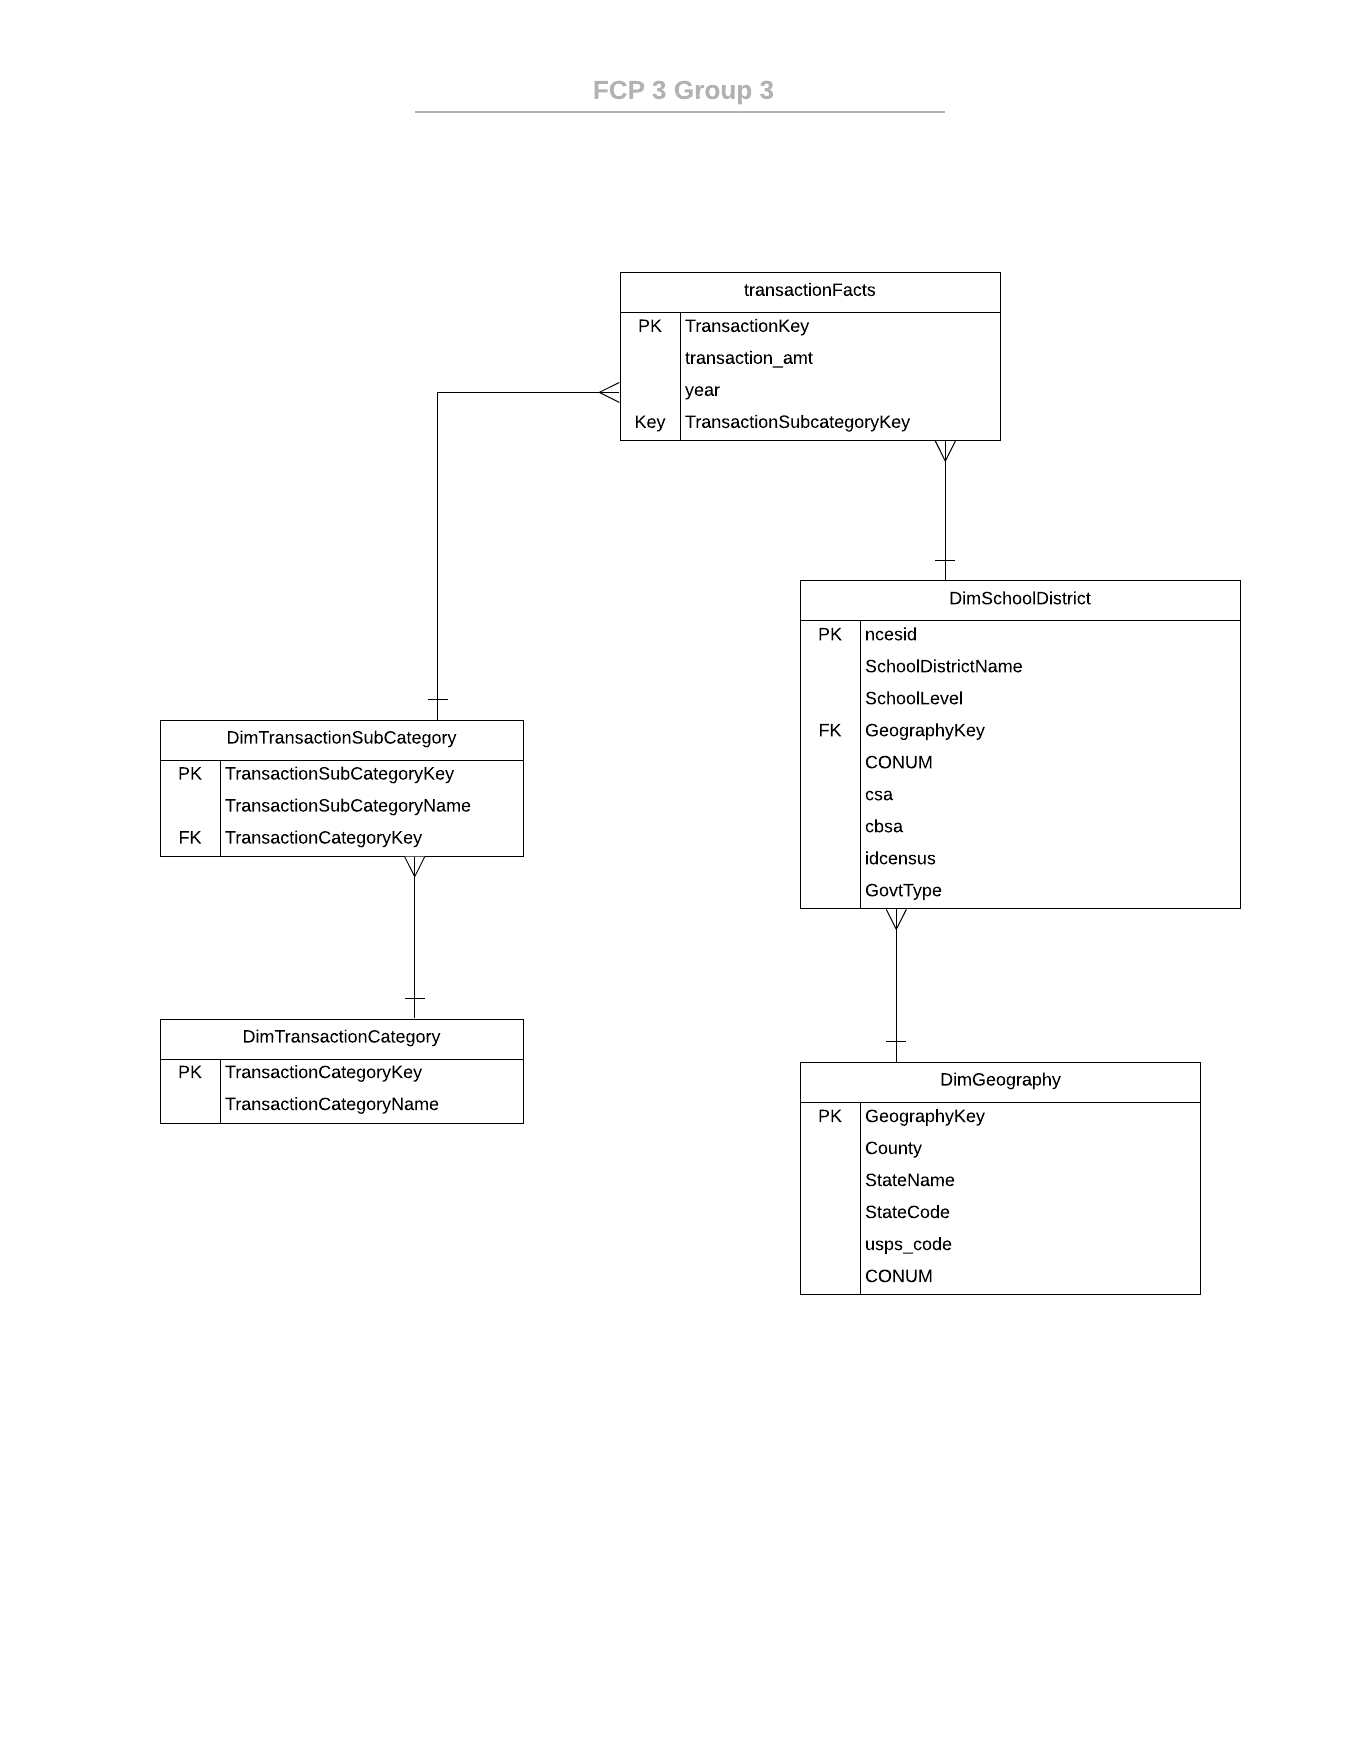 FCP 3 Group 3
transactionFacts
PK TransactionKey
transaction_amt
year
Key TransactionSubcategoryKey
DimSchoolDistrict
PK ncesid
SchoolDistrictName
SchoolLevel
FK GeographyKey
CONUM
csa
cbsa
idcensus
GovtType
DimTransactionSubCategory
PK TransactionSubCategoryKey
TransactionSubCategoryName
FK TransactionCategoryKey
DimTransactionCategory
PK TransactionCategoryKey
TransactionCategoryName
DimGeography
PK GeographyKey
County
StateName
StateCode
usps_code
CONUM